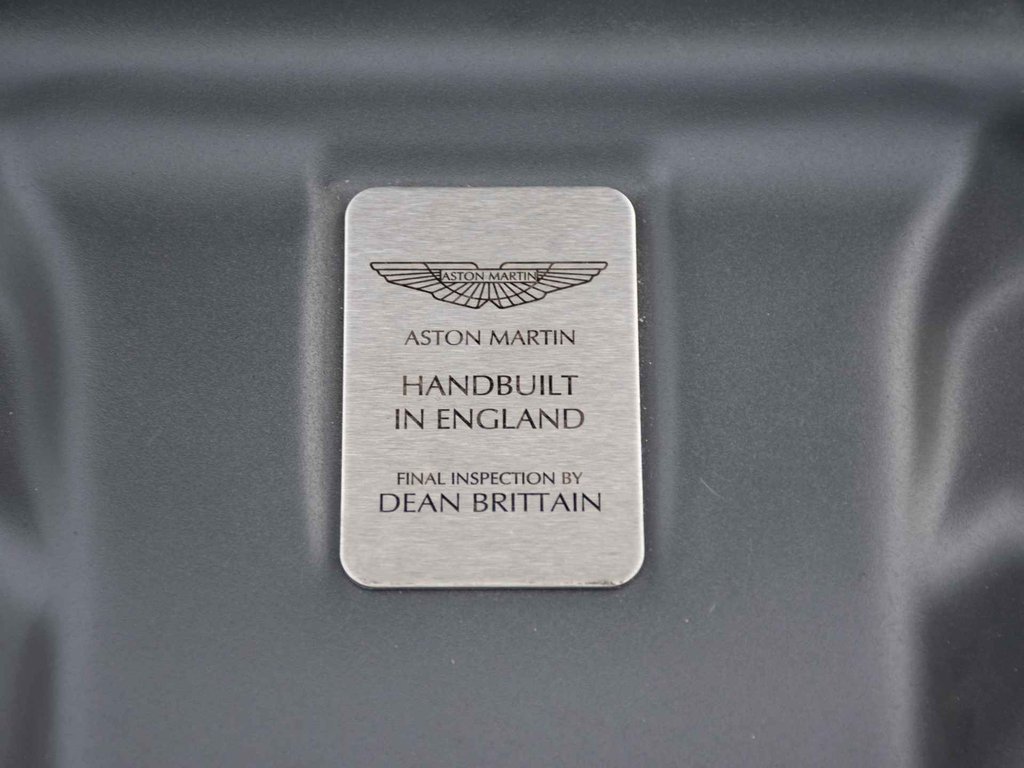 ASTON MARTIN
ASTON MARTIN
HANDBUILT
IN ENGLAND
FINAL INSPECTION BY
DEAN BRITTAIN